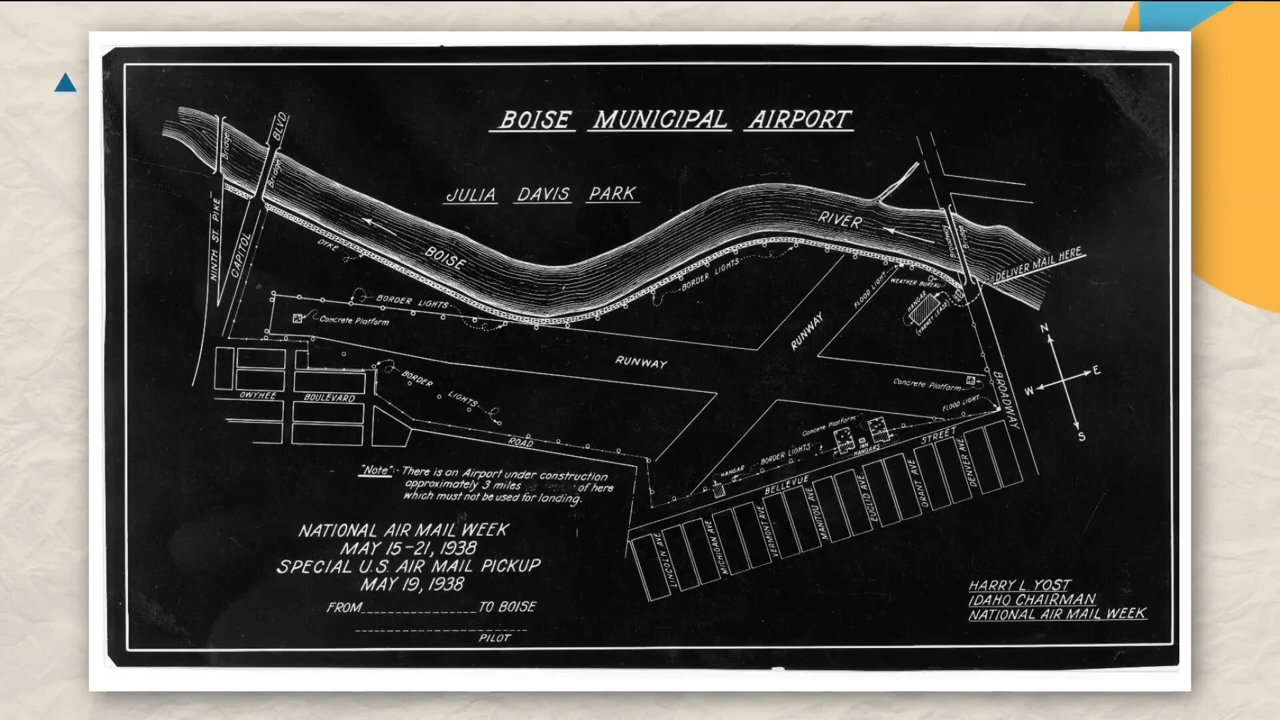 BOISE MUNICIPAL AIRPORT
JULIA DAVIS PARK
BLVD
Bridge
Bridge
NINTH ST. PIKE
CAPITOL
DYKE
BOISE
RIVER
DELIVER MAIL HERE
BORDER LIGHTS
BORDER LIGHTS
FLOOD LIGHT
WEATHER BUREAU
HANGAR
Concrete Platform
RUNWAY
RUNWAY
BROADWAY
N
E
W
S
Concrete Platform
FLOOD LIGHT
BORDER LIGHTS
OWYHEE BOULEVARD
ROAD
Concrete Platform
BORDER LIGHTS
HANGARS
HANGAR
BELLEVUE STREET
LINCOLN AVE
MICHIGAN AVE
VERMONT AVE
MANITOU AVE
EUCLID AVE
GRANT AVE
DENVER AVE
"Note":- There is an Airport under construction
approximately 3 miles of here
which must not be used for landing.
NATIONAL AIR MAIL WEEK
MAY 15-21, 1938
SPECIAL U.S. AIR MAIL PICKUP
MAY 19, 1938
FROM________________TO BOISE
PILOT
HARRY L YOST
IDAHO CHAIRMAN
NATIONAL AIR MAIL WEEK